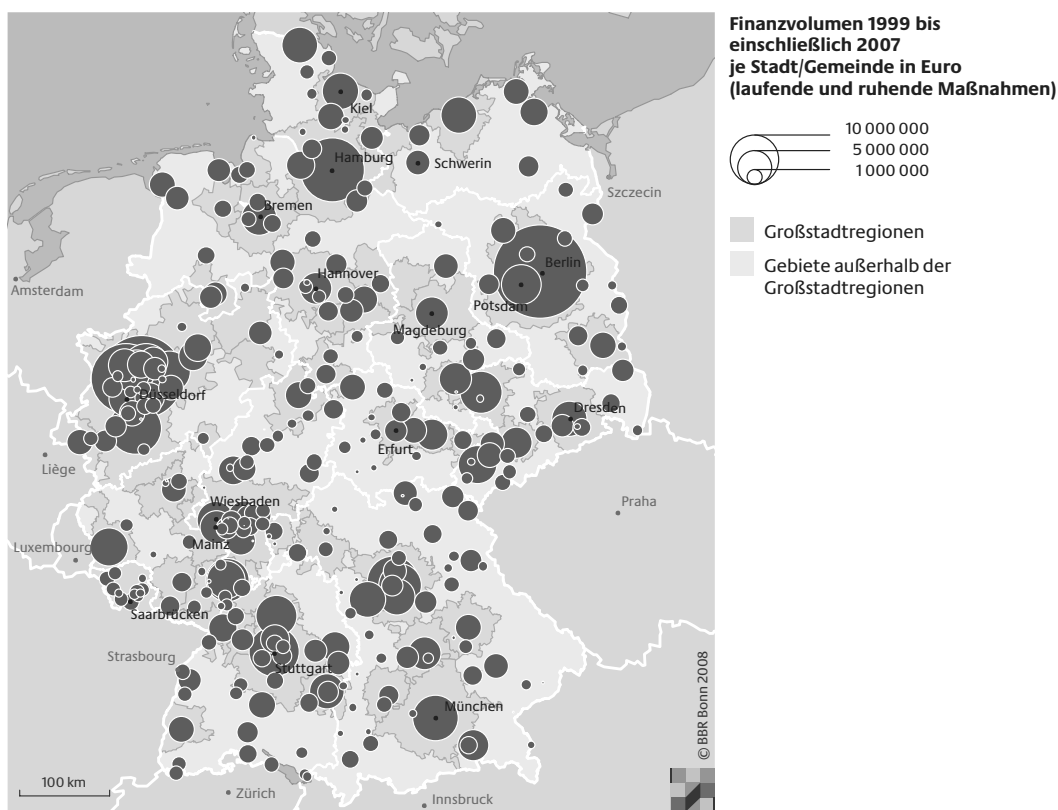 Finanzvolumen 1999 bis
einschließlich 2007
je Stadt/Gemeinde in Euro
(laufende und ruhende Maßnahmen)
10 000 000
5 000 000
1 000 000
Großstadtregionen
Gebiete außerhalb der
Großstadtregionen
Kiel
Hamburg
Schwerin
Szczecin
Bremen
Berlin
Amsterdam
Hannover
Potsdam
Magdeburg
Düsseldorf
Dresden
Erfurt
Liège
Wiesbaden
Praha
Mainz
Luxembourg
Saarbrücken
Strasbourg
Stuttgart
München
© BBR Bonn 2008
100 km
Zürich
Innsbruck